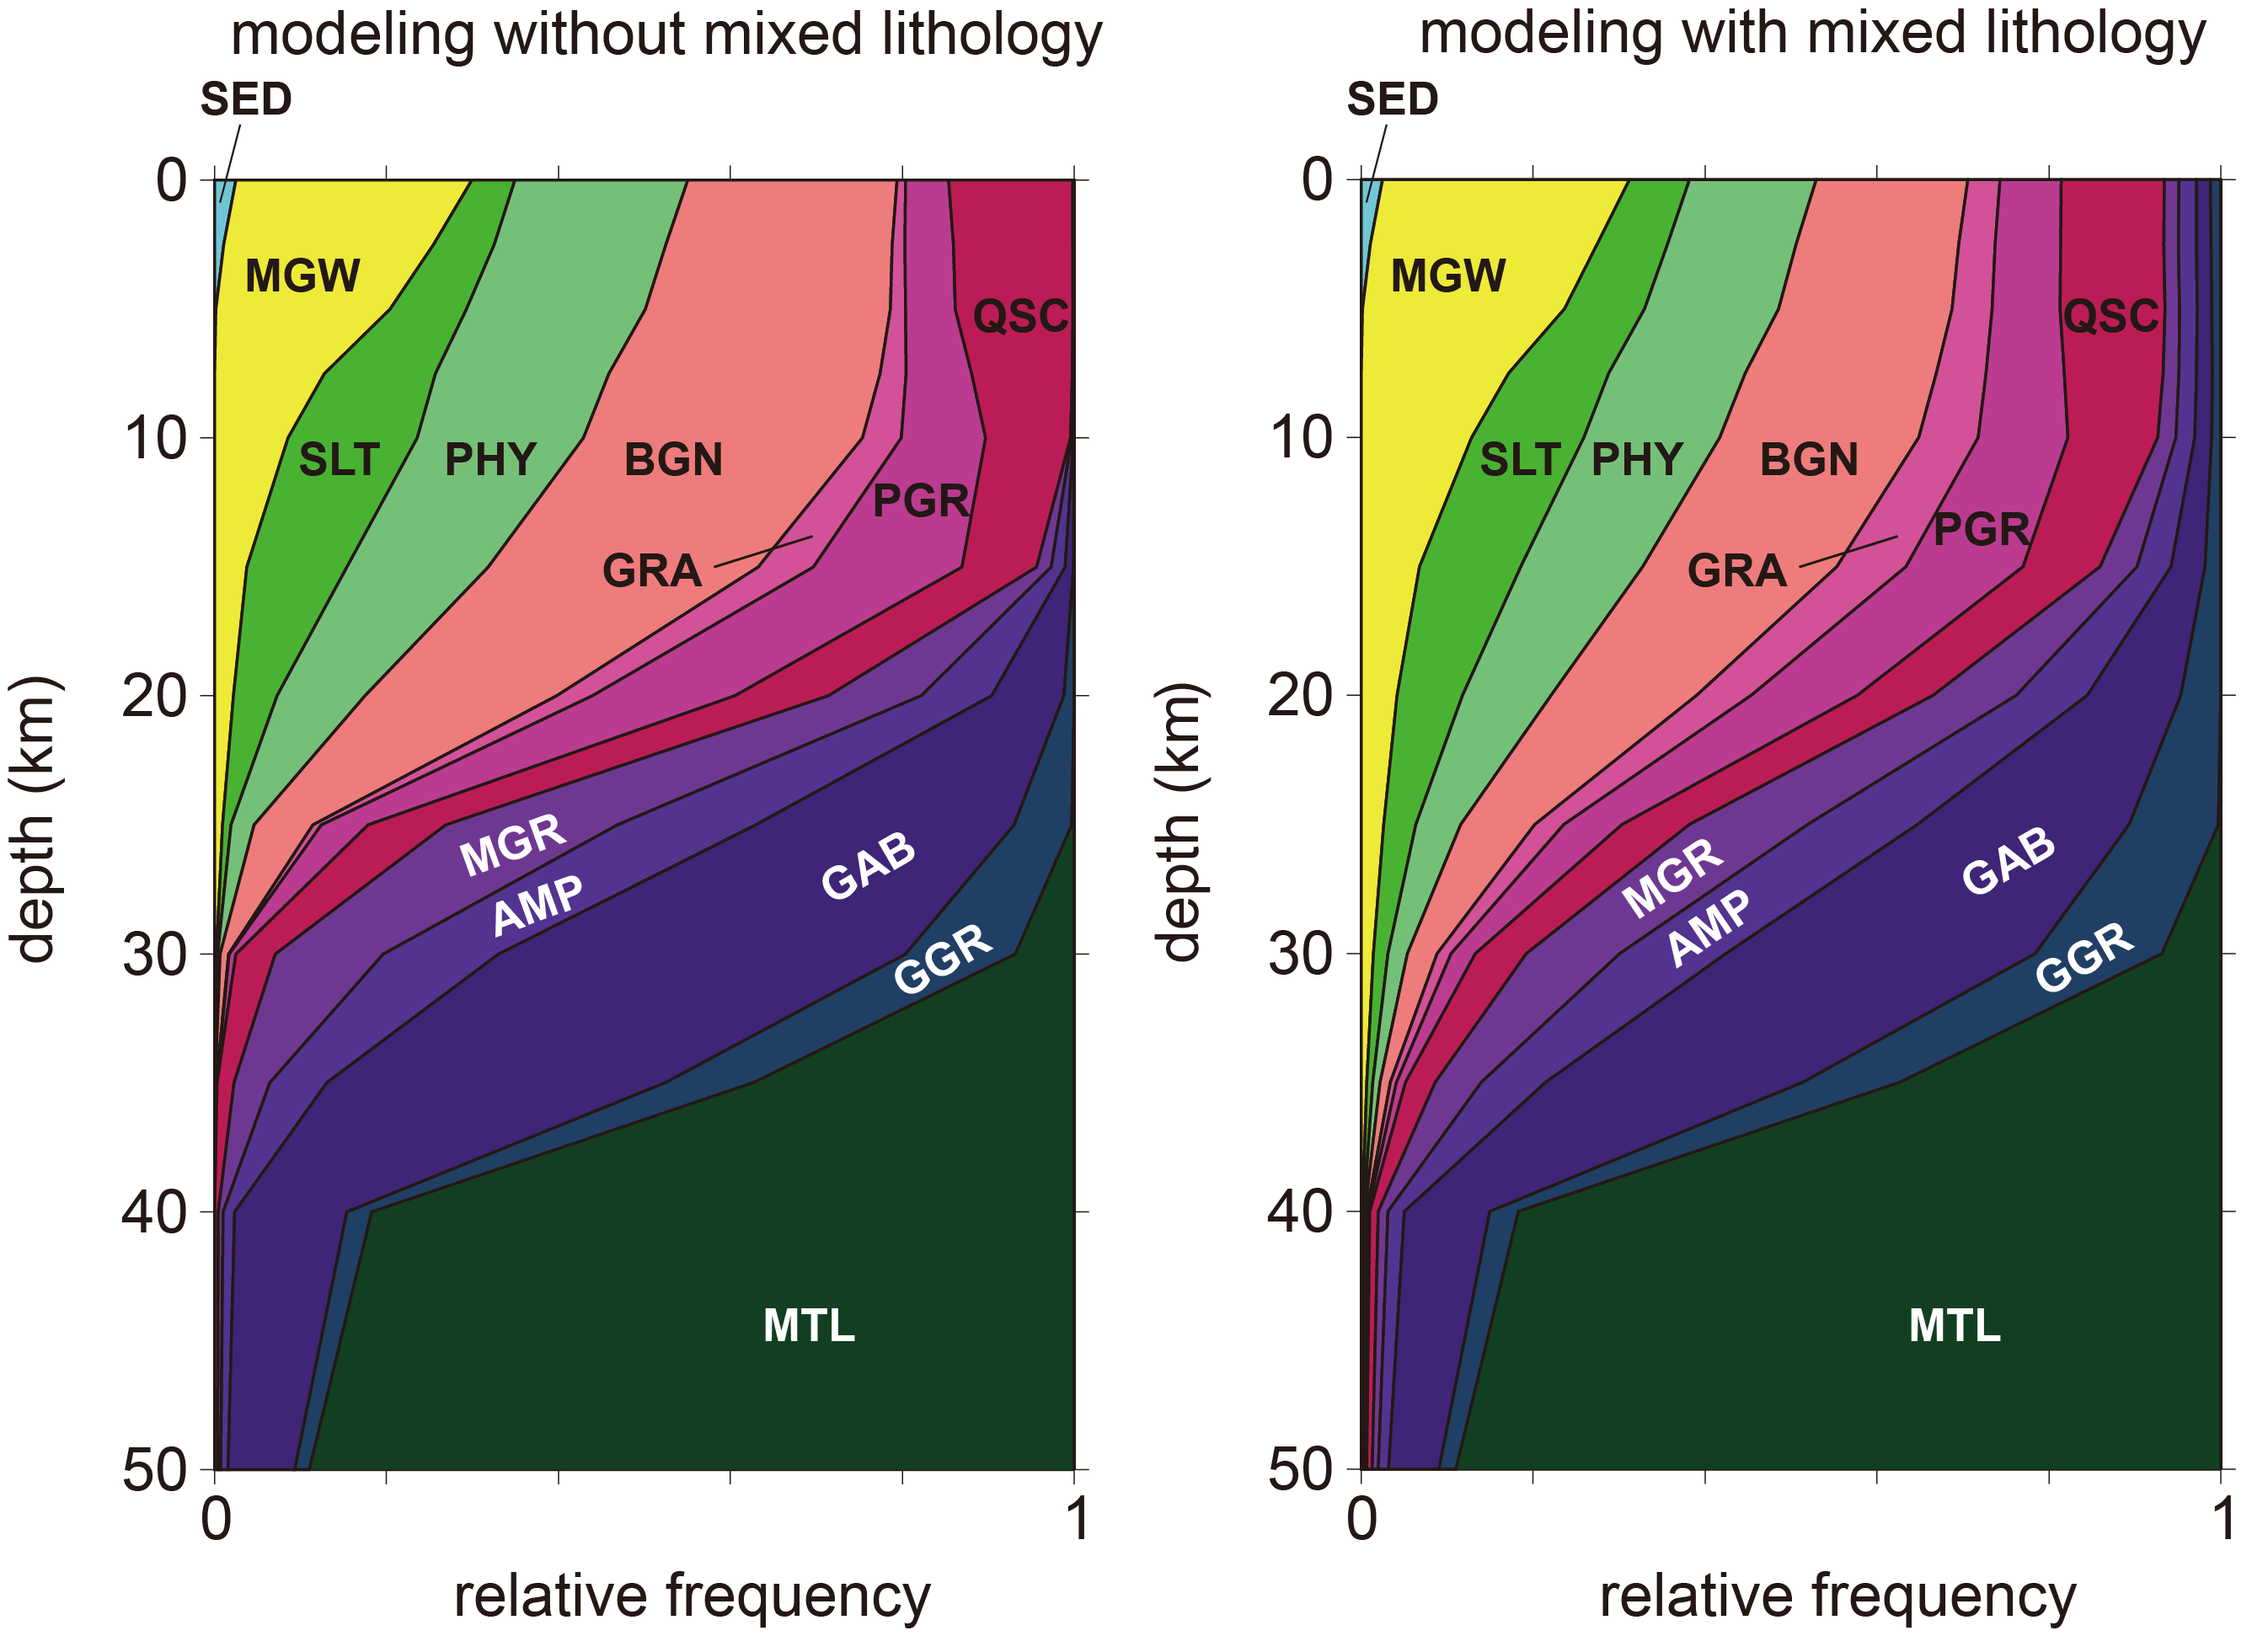 modeling without mixed lithology
SED
0
10
20
30
40
50
depth (km)
MGW
QSC
SLT
PHY
BGN
PGR
GRA
MGR
AMP
GAB
GGR
MTL
0
1
relative frequency
modeling with mixed lithology
SED
0
10
20
30
40
50
depth (km)
MGW
QSC
SLT
PHY
BGN
PGR
GRA
MGR
AMP
GAB
GGR
MTL
0
1
relative frequency